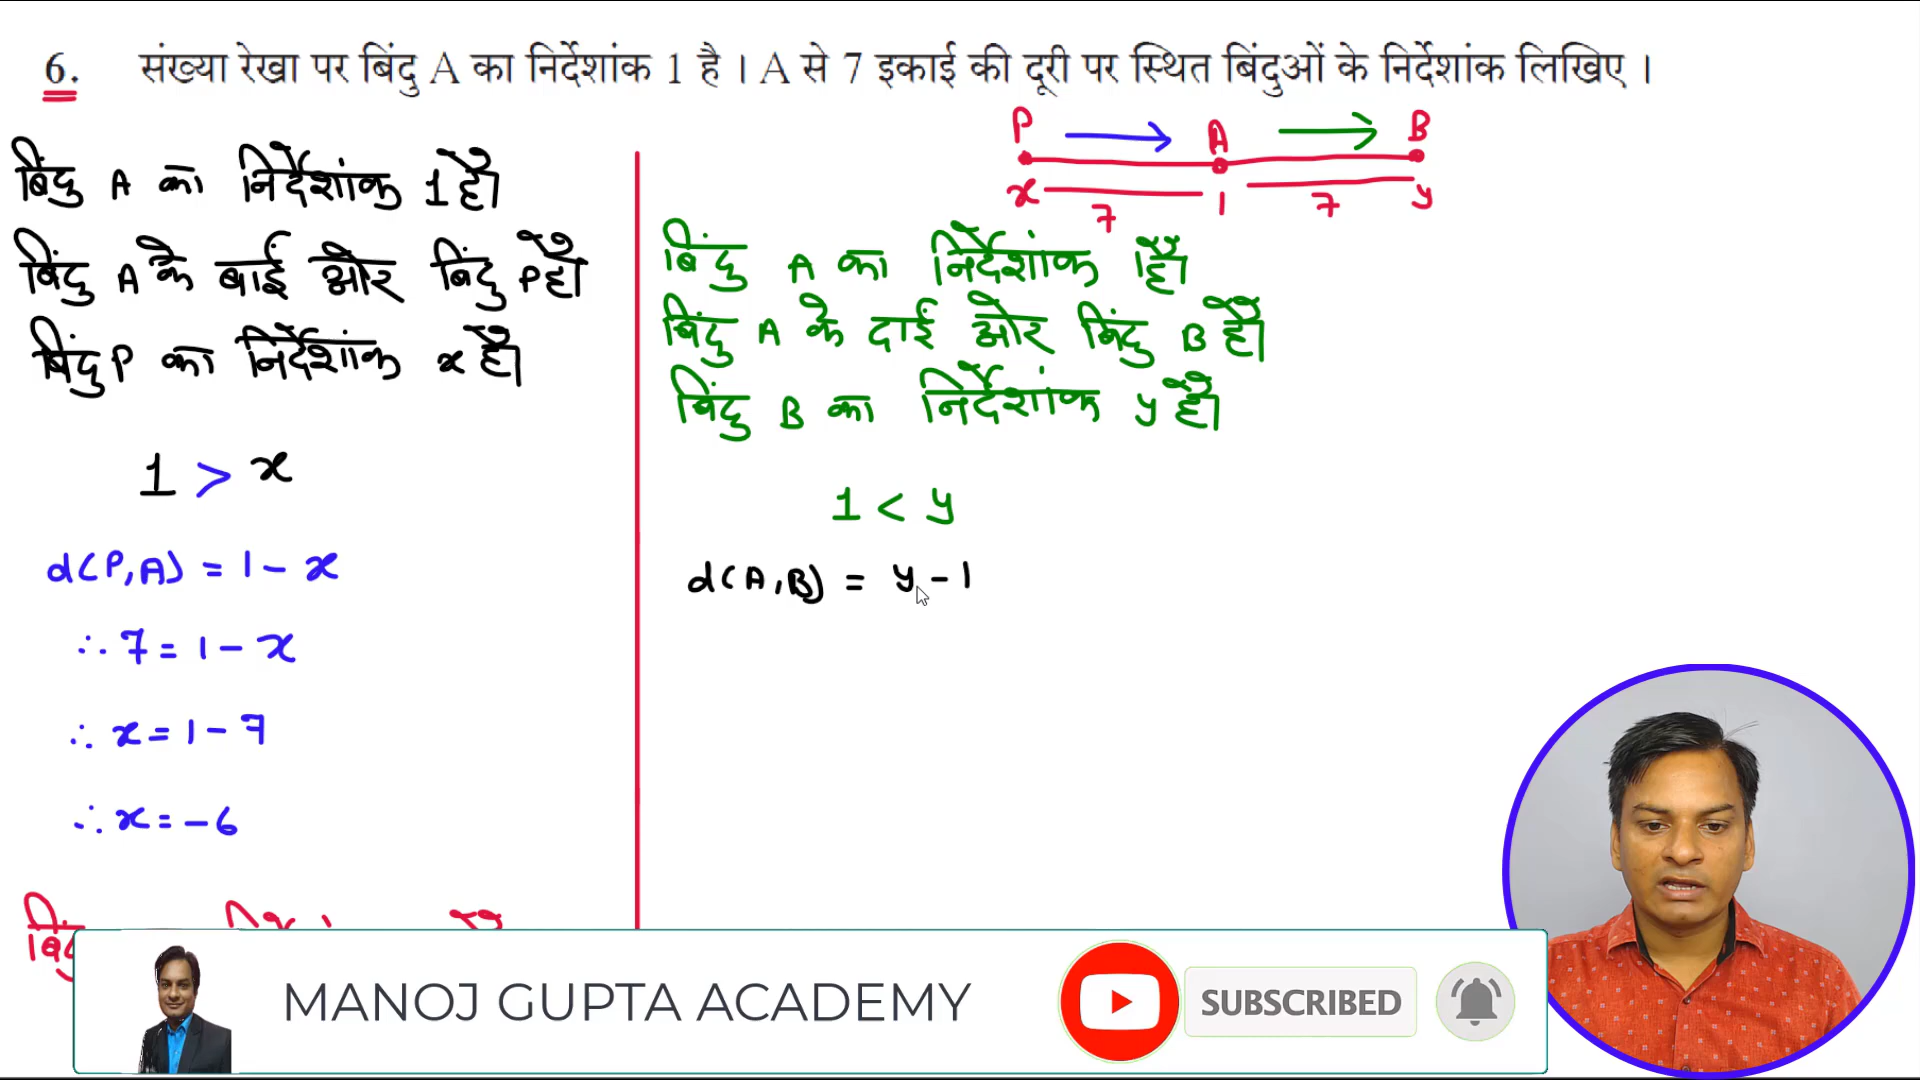 6. संख्या रेखा पर बिंदु A का निर्देशांक 1 है । A से 7 इकाई की दूरी पर स्थित बिंदुओं के निर्देशांक लिखिए ।
P A B
x 7 1 7 y
बिंदु A का निर्देशांक 1 है।
बिंदु A के बाईं ओर बिंदु P है।
बिंदु P का निर्देशांक x है।
1 > x
d(P,A) = 1 - x
∴ 7 = 1 - x
∴ x = 1 - 7
∴ x = -6
बिंदु A का निर्देशांक 1 है।
बिंदु A के दाईं ओर बिंदु B है।
बिंदु B का निर्देशांक y है।
1 < y
d(A,B) = y - 1
MANOJ GUPTA ACADEMY
SUBSCRIBED